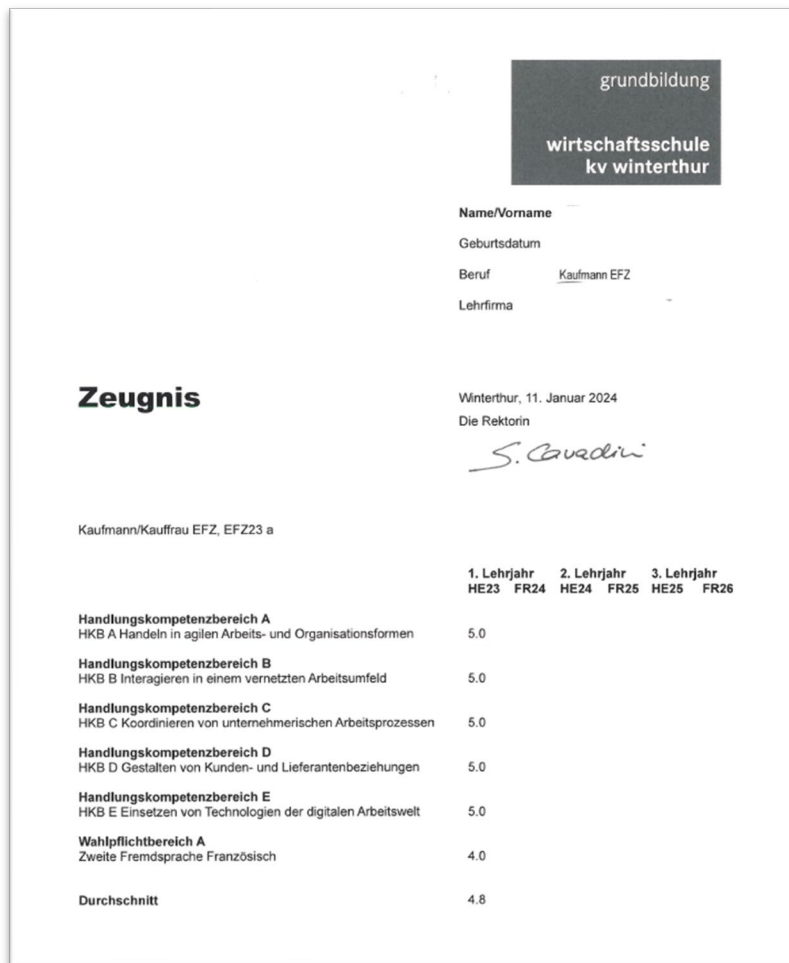 grundbildung
wirtschaftsschule
kv winterthur
Name/Vorname
Geburtsdatum
Beruf Kaufmann EFZ
Lehrfirma
Zeugnis
Winterthur, 11. Januar 2024
Die Rektorin
S. Cavadini
Kaufmann/Kauffrau EFZ, EFZ23 a
1. Lehrjahr 2. Lehrjahr 3. Lehrjahr
HE23 FR24 HE24 FR25 HE25 FR26
Handlungskompetenzbereich A
HKB A Handeln in agilen Arbeits- und Organisationsformen 5.0
Handlungskompetenzbereich B
HKB B Interagieren in einem vernetzten Arbeitsumfeld 5.0
Handlungskompetenzbereich C
HKB C Koordinieren von unternehmerischen Arbeitsprozessen 5.0
Handlungskompetenzbereich D
HKB D Gestalten von Kunden- und Lieferantenbeziehungen 5.0
Handlungskompetenzbereich E
HKB E Einsetzen von Technologien der digitalen Arbeitswelt 5.0
Wahlpflichtbereich A
Zweite Fremdsprache Französisch 4.0
Durchschnitt 4.8